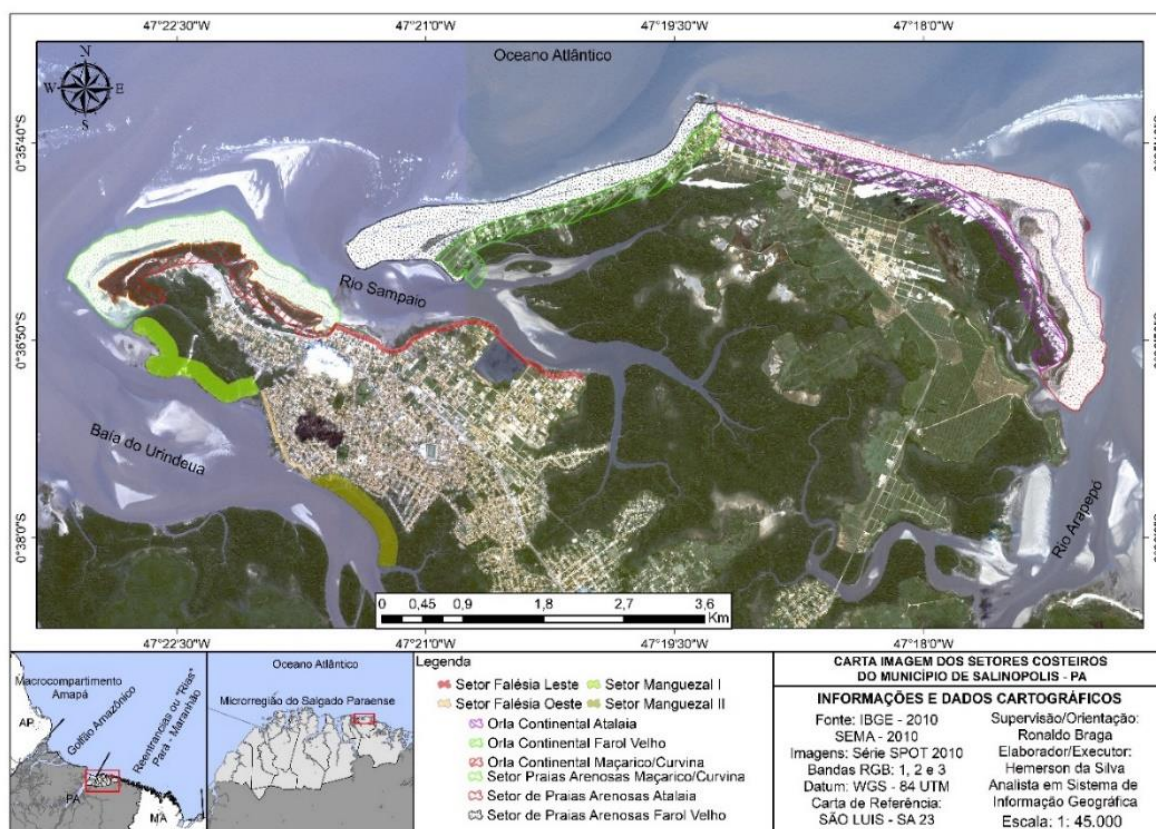 47°22'30"W 47°21'0"W 47°19'30"W 47°18'0"W
N
W E
S
Oceano Atlântico
0°35'40"S
Rio Sampaio
0°36'50"S
Baía do Urindeua
Rio Arapepó
0°38'0"S
0 0,45 0,9 1,8 2,7 3,6
Km
47°22'30"W 47°21'0"W 47°19'30"W 47°18'0"W
Macrocompartimento
Amapá
AP
Golfão Amazônico
Reentrancias ou "Rias"
Pará - Maranhão
PA
MA
Oceano Atlântico
Microrregião do Salgado Paraense
Legenda
Setor Falésia Leste Setor Manguezal I
Setor Falésia Oeste Setor Manguezal II
Orla Continental Atalaia
Orla Continental Farol Velho
Orla Continental Maçarico/Curvina
Setor Praias Arenosas Maçarico/Curvina
Setor de Praias Arenosas Atalaia
Setor de Praias Arenosas Farol Velho
CARTA IMAGEM DOS SETORES COSTEIROS
DO MUNICÍPIO DE SALINOPOLIS - PA
INFORMAÇÕES E DADOS CARTOGRÁFICOS
Fonte: IBGE - 2010
SEMA - 2010
Imagens: Série SPOT 2010
Bandas RGB: 1, 2 e 3
Datum: WGS - 84 UTM
Carta de Referência:
SÃO LUIS - SA 23
Supervisão/Orientação:
Ronaldo Braga
Elaborador/Executor:
Hemerson da Silva
Analista em Sistema de
Informação Geográfica
Escala: 1: 45.000